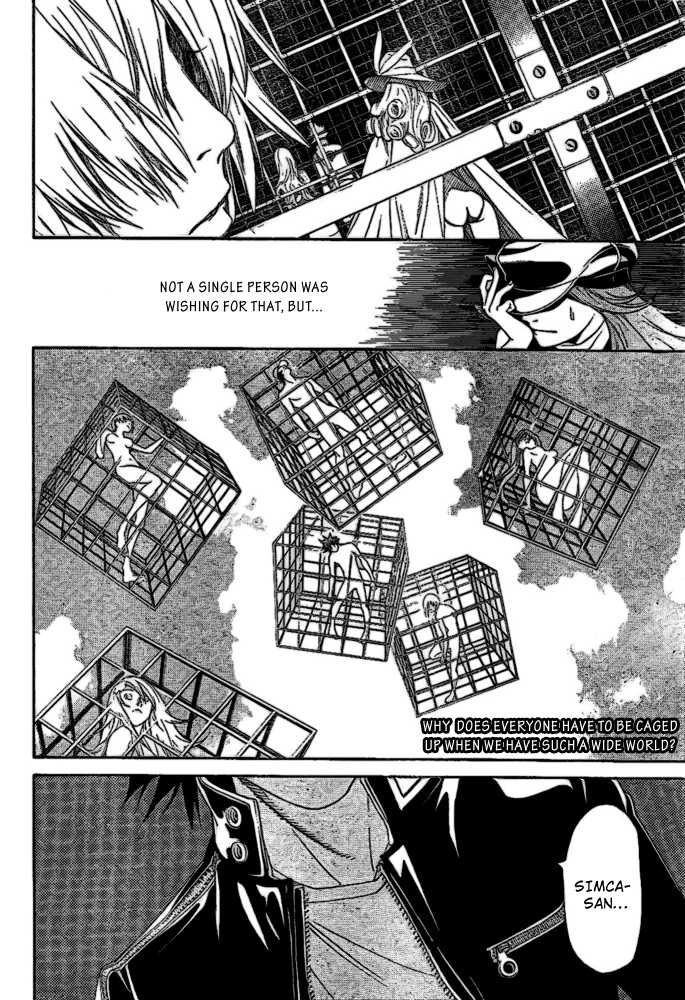 NOT A SINGLE PERSON WAS
WISHING FOR THAT, BUT...
WHY DOES EVERYONE HAVE TO BE CAGED
UP WHEN WE HAVE SUCH A WIDE WORLD?
SIMCA-
SAN...